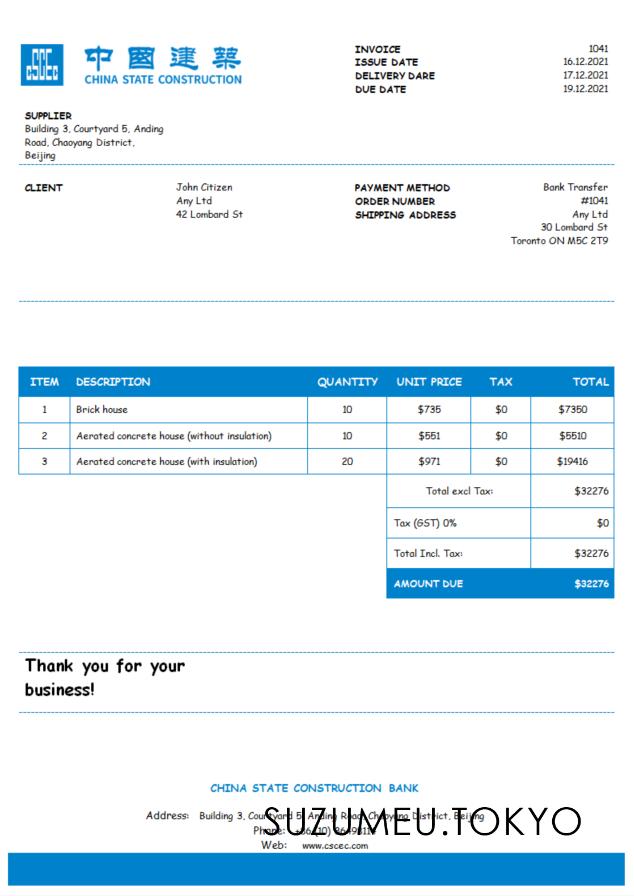 CSCEC
中國建築
CHINA STATE CONSTRUCTION
INVOICE 1041
ISSUE DATE 16.12.2021
DELIVERY DARE 17.12.2021
DUE DATE 19.12.2021
SUPPLIER
Building 3, Courtyard 5, Anding
Road, Chaoyang District,
Beijing
CLIENT John Citizen PAYMENT METHOD Bank Transfer
Any Ltd ORDER NUMBER #1041
42 Lombard St SHIPPING ADDRESS Any Ltd
30 Lombard St
Toronto ON M5C 2T9
ITEM DESCRIPTION QUANTITY UNIT PRICE TAX TOTAL
1 Brick house 10 $735 $0 $7350
2 Aerated concrete house (without insulation) 10 $551 $0 $5510
3 Aerated concrete house (with insulation) 20 $971 $0 $19416
Total excl Tax: $32276
Tax (GST) 0% $0
Total Incl. Tax: $32276
AMOUNT DUE $32276
Thank you for your
business!
CHINA STATE CONSTRUCTION BANK
Address: Building 3, Courtyard 5, Anding Road, Chaoyang District, Beijing
SUZUMEU.TOKYO
Phone:
Web: www.cscec.com